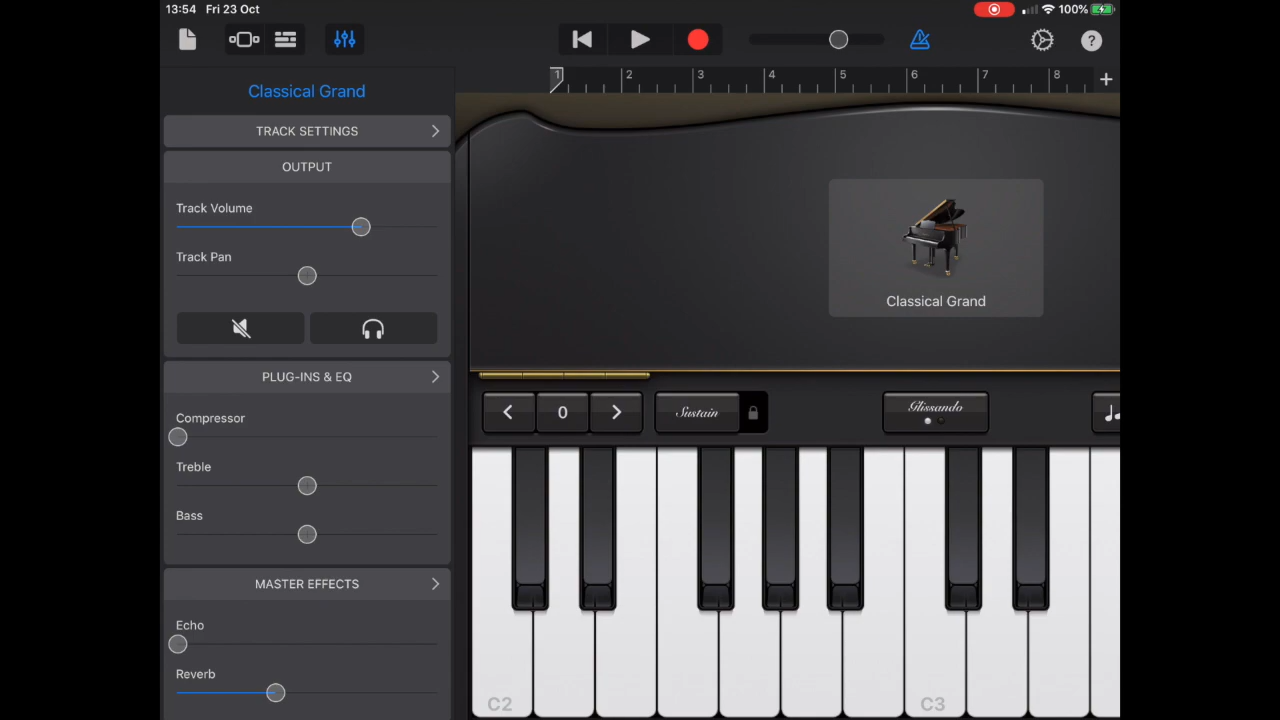 13:54 Fri 23 Oct 100%
1 2 3 4 5 6 7 8 +
Classical Grand
TRACK SETTINGS
OUTPUT
Track Volume
Track Pan
Classical Grand
PLUG-INS & EQ
0 Sustain Glissando
Compressor
Treble
Bass
MASTER EFFECTS
Echo
Reverb
C2 C3